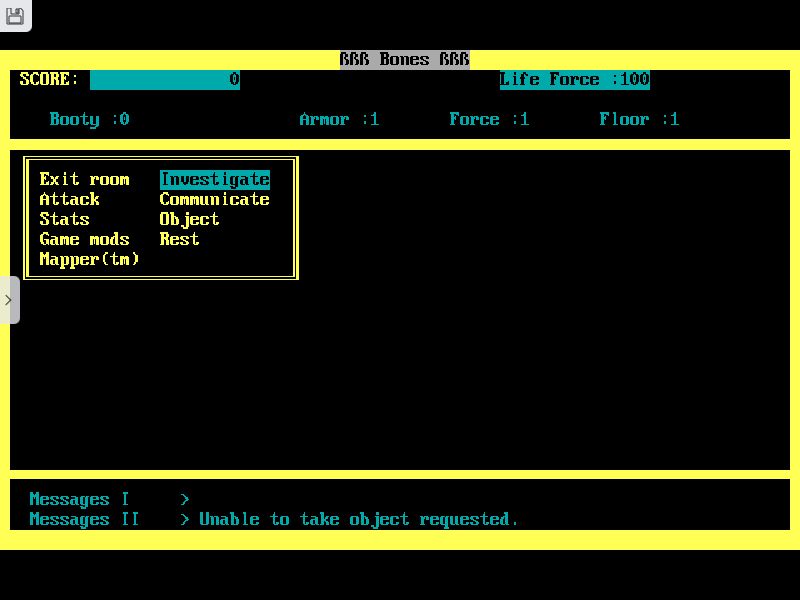 ßßß Bones ßßß
SCORE: 0 Life Force :100
Booty :0 Armor :1 Force :1 Floor :1
Exit room Investigate
Attack Communicate
Stats Object
Game mods Rest
Mapper(tm)
Messages I >
Messages II > Unable to take object requested.